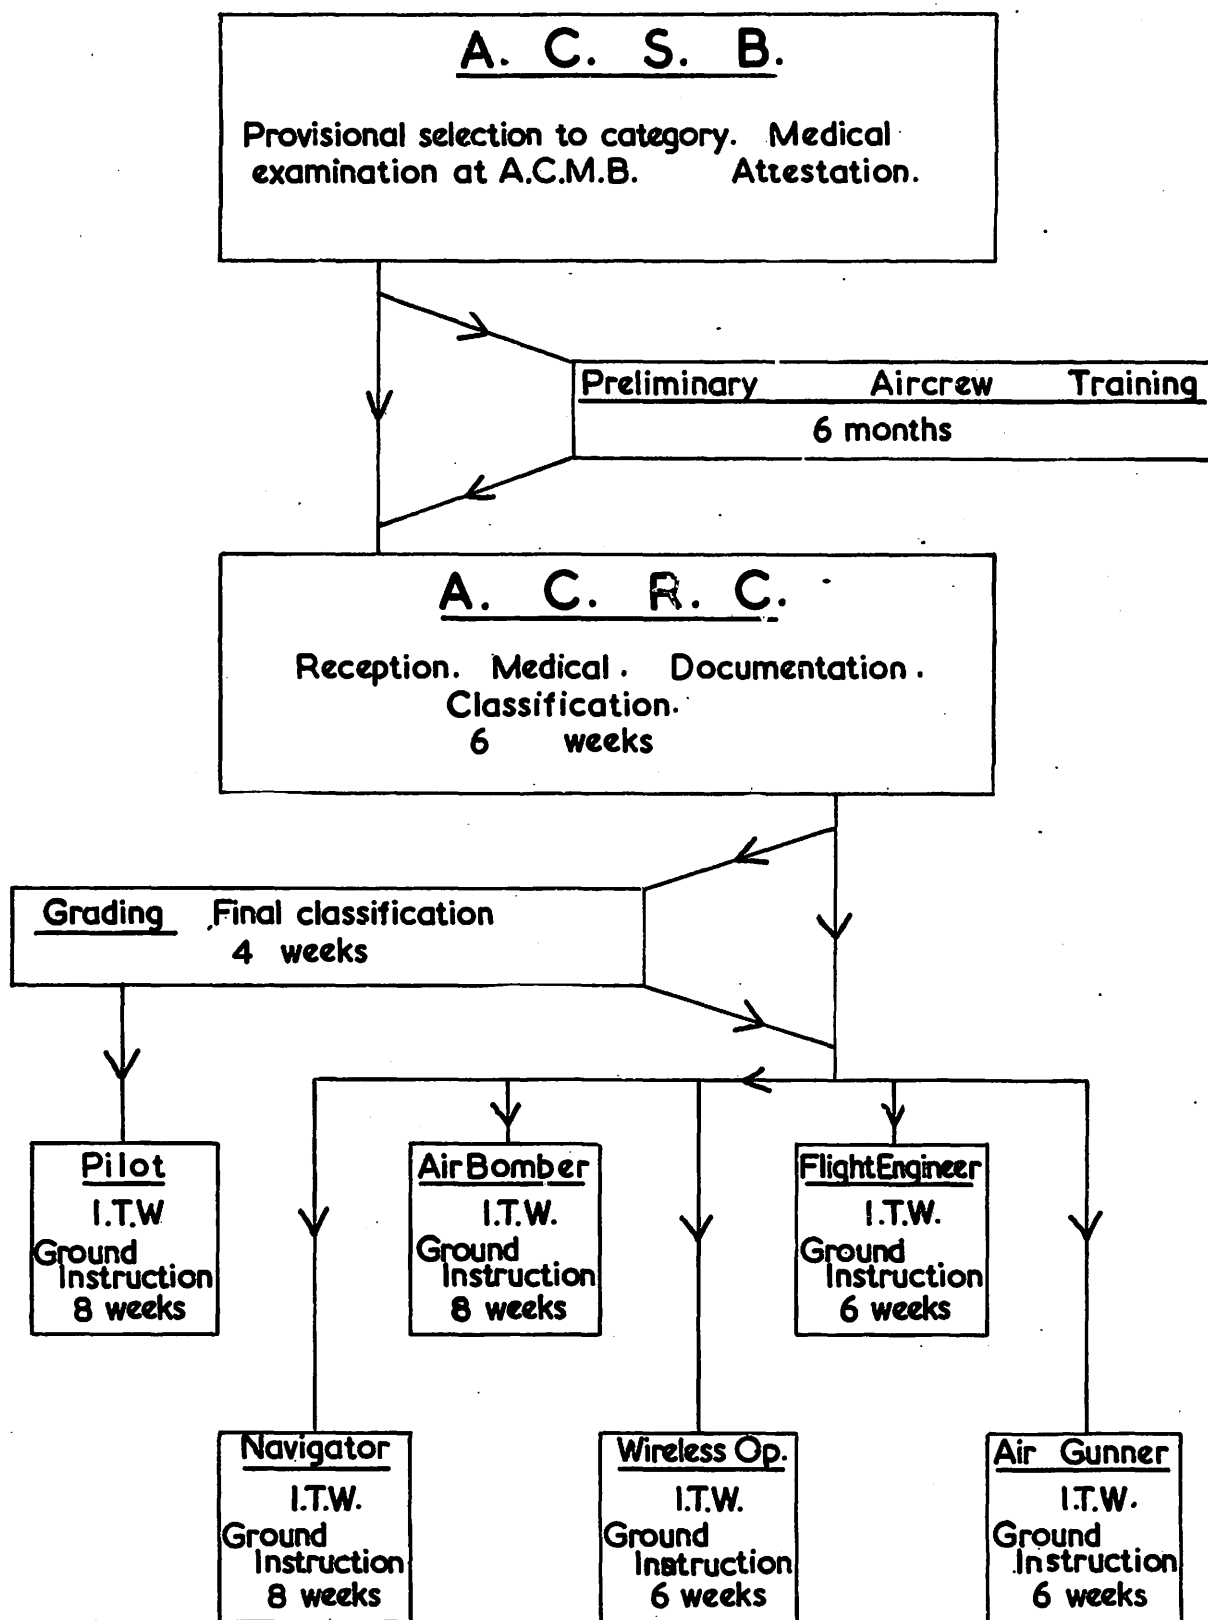 A. C. S. B.
Provisional selection to category. Medical
examination at A.C.M.B. Attestation.
Preliminary Aircrew Training
6 months
A. C. R. C.
Reception. Medical. Documentation.
Classification.
6 weeks
Grading Final classification
4 weeks
Pilot
I.T.W
Ground
Instruction
8 weeks
Air Bomber
I.T.W.
Ground
Instruction
8 weeks
Flight Engineer
I.T.W.
Ground
Instruction
6 weeks
Navigator
I.T.W.
Ground
Instruction
8 weeks
Wireless Op.
I.T.W.
Ground
Instruction
6 weeks
Air Gunner
I.T.W.
Ground
Instruction
6 weeks